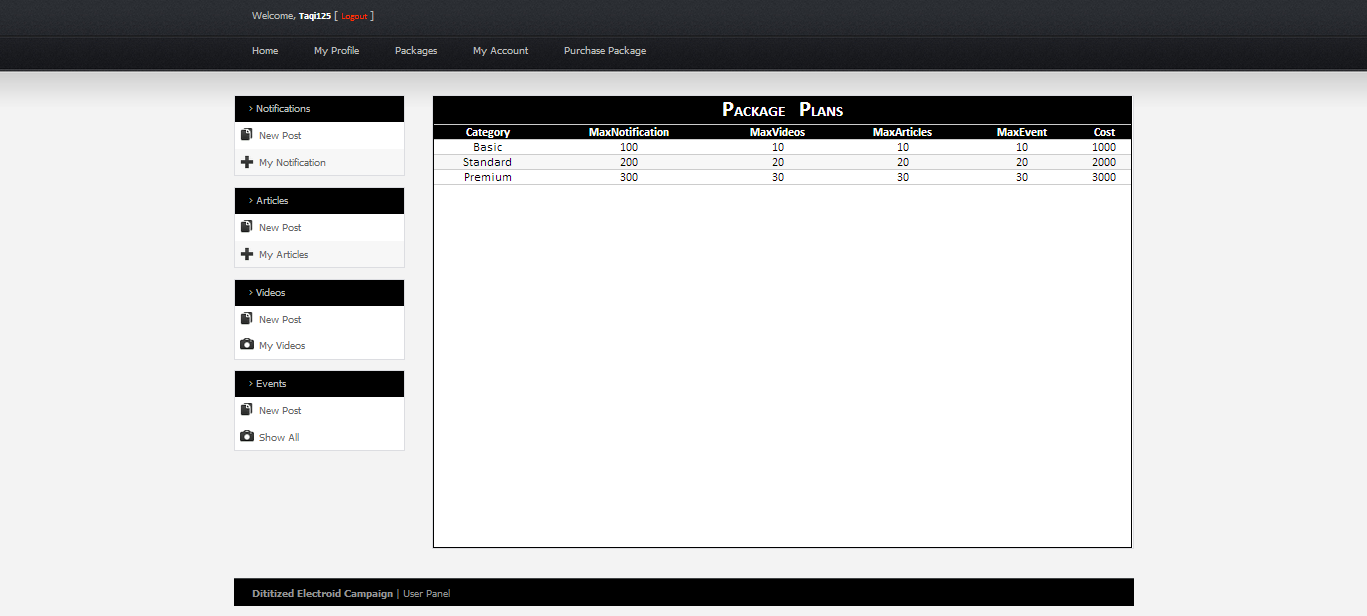 Welcome, Taqi125 [ Logout ]
Home My Profile Packages My Account Purchase Package
› Notifications
New Post
My Notification
› Articles
New Post
My Articles
› Videos
New Post
My Videos
› Events
New Post
Show All
Package Plans
Category MaxNotification MaxVideos MaxArticles MaxEvent Cost
Basic 100 10 10 10 1000
Standard 200 20 20 20 2000
Premium 300 30 30 30 3000
Dititized Electroid Campaign | User Panel